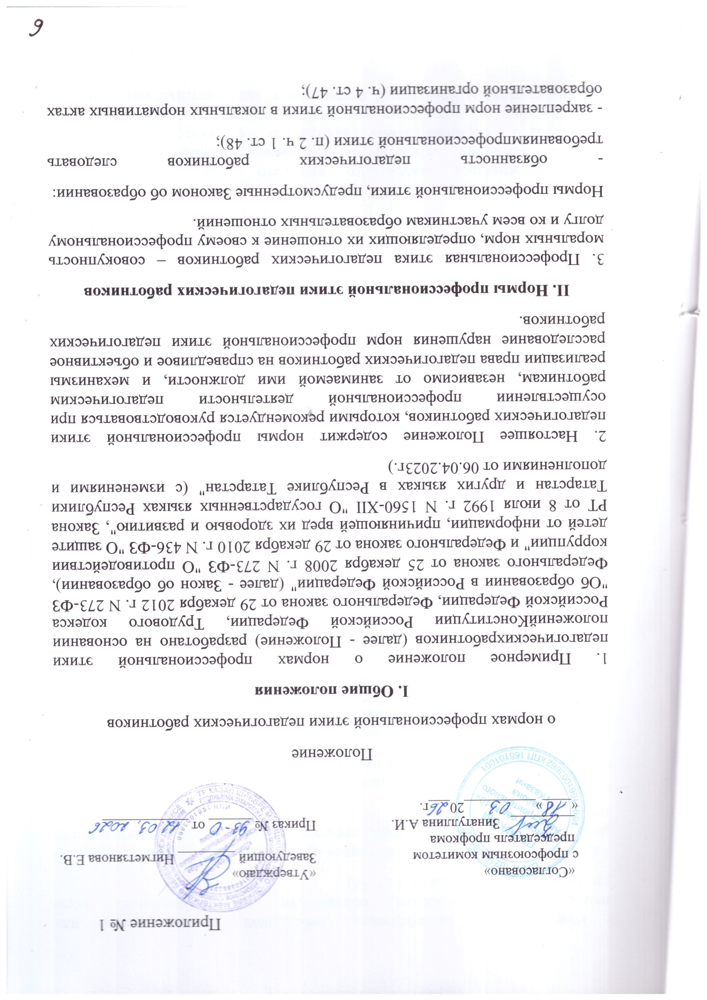 Приложение № 1
«Согласовано»
с профсоюзным комитетом
председатель профкома
Зинатуллина А.И.
«18» 03 2026г.
«Утверждаю»
Заведующий Нигметзянова Е.В.
Приказ № 93-О от 12.03.2026
Положение
о нормах профессиональной этики педагогических работников
I. Общие положения
1. Примерное положение о нормах профессиональной этики
педагогическихработников (далее - Положение) разработано на основании
положенийКонституции Российской Федерации, Трудового кодекса
Российской Федерации, Федерального закона от 29 декабря 2012 г. N 273-ФЗ
"Об образовании в Российской Федерации" (далее - Закон об образовании),
Федерального закона от 25 декабря 2008 г. N 273-ФЗ "О противодействии
коррупции" и Федерального закона от 29 декабря 2010 г. N 436-ФЗ "О защите
детей от информации, причиняющей вред их здоровью и развитию", Закона
РТ от 8 июля 1992 г. N 1560-XII "О государственных языках Республики
Татарстан и других языках в Республике Татарстан" (с изменениями и
дополнениями от 06.04.2023г.)
2. Настоящее Положение содержит нормы профессиональной этики
педагогических работников, которыми рекомендуется руководствоваться при
осуществлении профессиональной деятельности педагогическим
работникам, независимо от занимаемой ими должности, и механизмы
реализации права педагогических работников на справедливое и объективное
расследование нарушения норм профессиональной этики педагогических
работников.
II. Нормы профессиональной этики педагогических работников
3. Профессиональная этика педагогических работников – совокупность
моральных норм, определяющих их отношение к своему профессиональному
долгу и ко всем участникам образовательных отношений.
Нормы профессиональной этики, предусмотренные Законом об образовании:
- обязанность педагогических работников следовать
требованиямпрофессиональной этики (п. 2 ч. 1 ст. 48);
- закрепление норм профессиональной этики в локальных нормативных актах
образовательной организации (ч. 4 ст. 47);